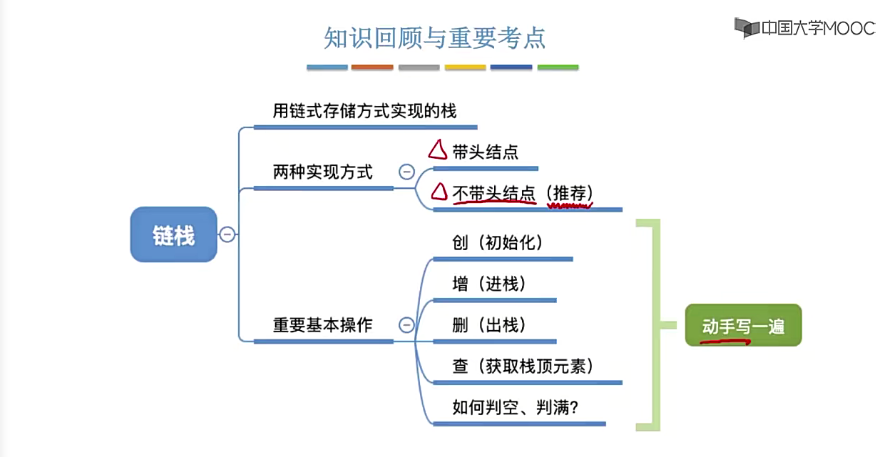 中国大学MOOC
知识回顾与重要考点
用链式存储方式实现的栈
两种实现方式
带头结点
不带头结点（推荐）
链栈
重要基本操作
创（初始化）
增（进栈）
删（出栈）
查（获取栈顶元素）
如何判空、判满？
动手写一遍